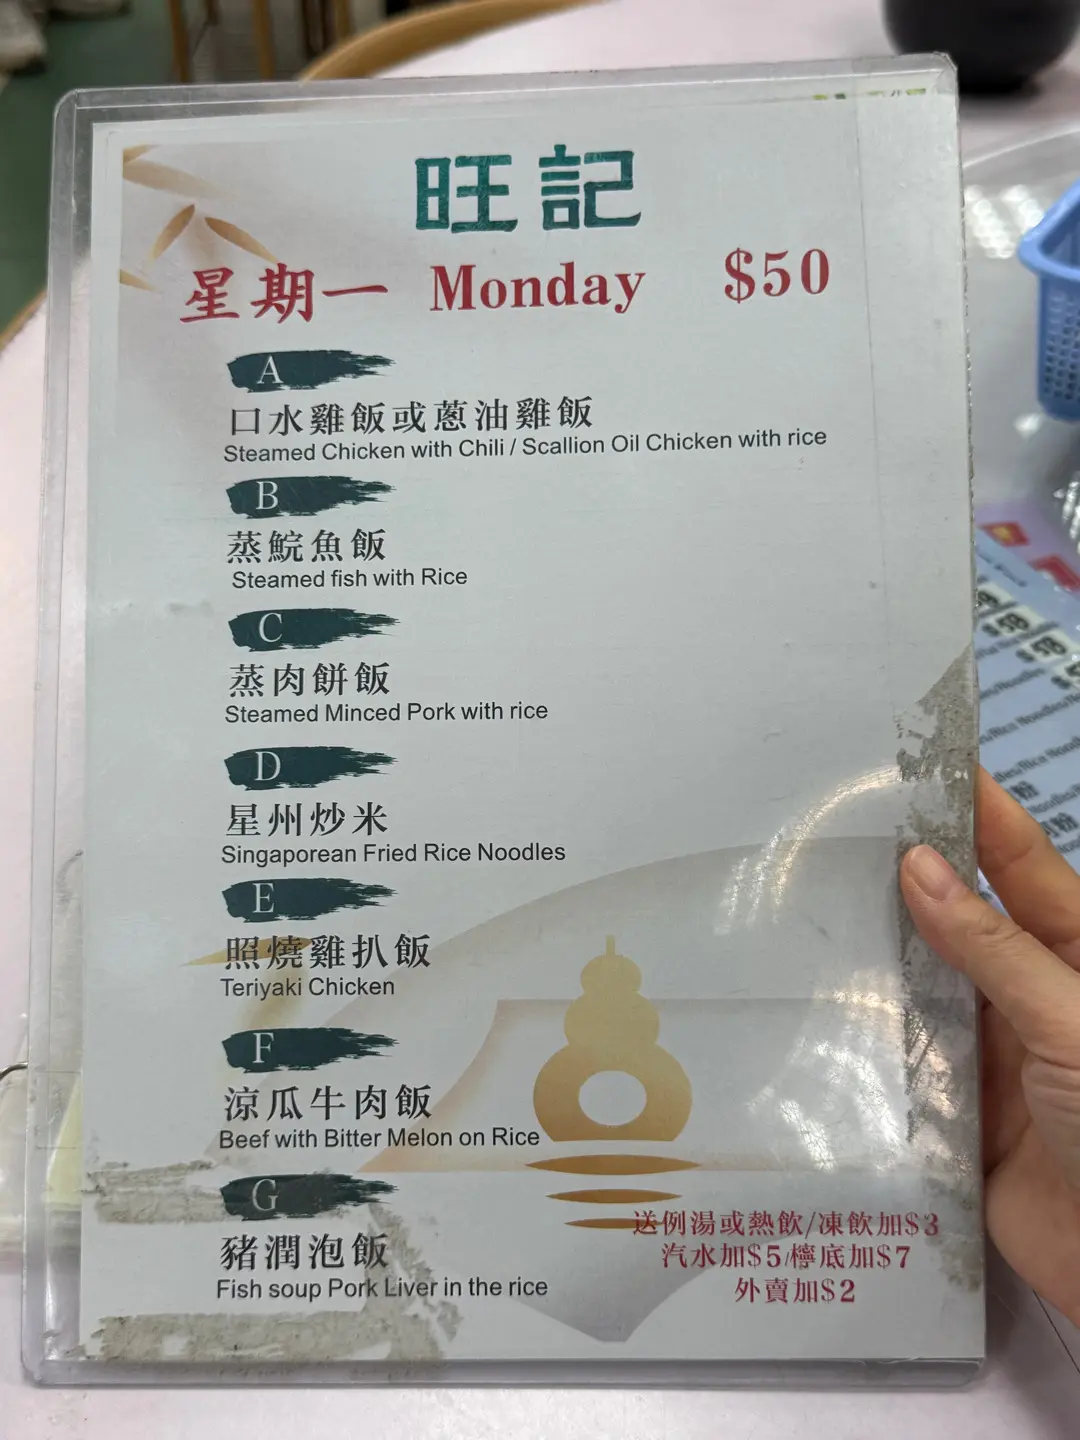 旺記
星期一 Monday $50
A
口水雞飯或蔥油雞飯
Steamed Chicken with Chili / Scallion Oil Chicken with rice
B
蒸鯇魚飯
Steamed fish with Rice
C
蒸肉餅飯
Steamed Minced Pork with rice
D
星州炒米
Singaporean Fried Rice Noodles
E
照燒雞扒飯
Teriyaki Chicken
F
涼瓜牛肉飯
Beef with Bitter Melon on Rice
G
豬潤泡飯
Fish soup Pork Liver in the rice
送例湯或熱飲/凍飲加$3
汽水加$5/檸底加$7
外賣加$2